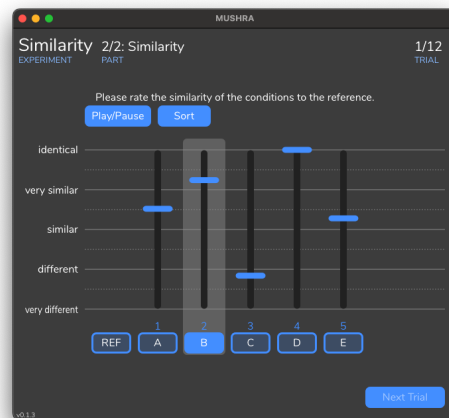 MUSHRA
Similarity 2/2: Similarity 1/12
EXPERIMENT PART TRIAL
Please rate the similarity of the conditions to the reference.
Play/Pause Sort
identical
very similar
similar
different
very different
1 2 3 4 5
REF A B C D E
Next Trial
v0.1.3